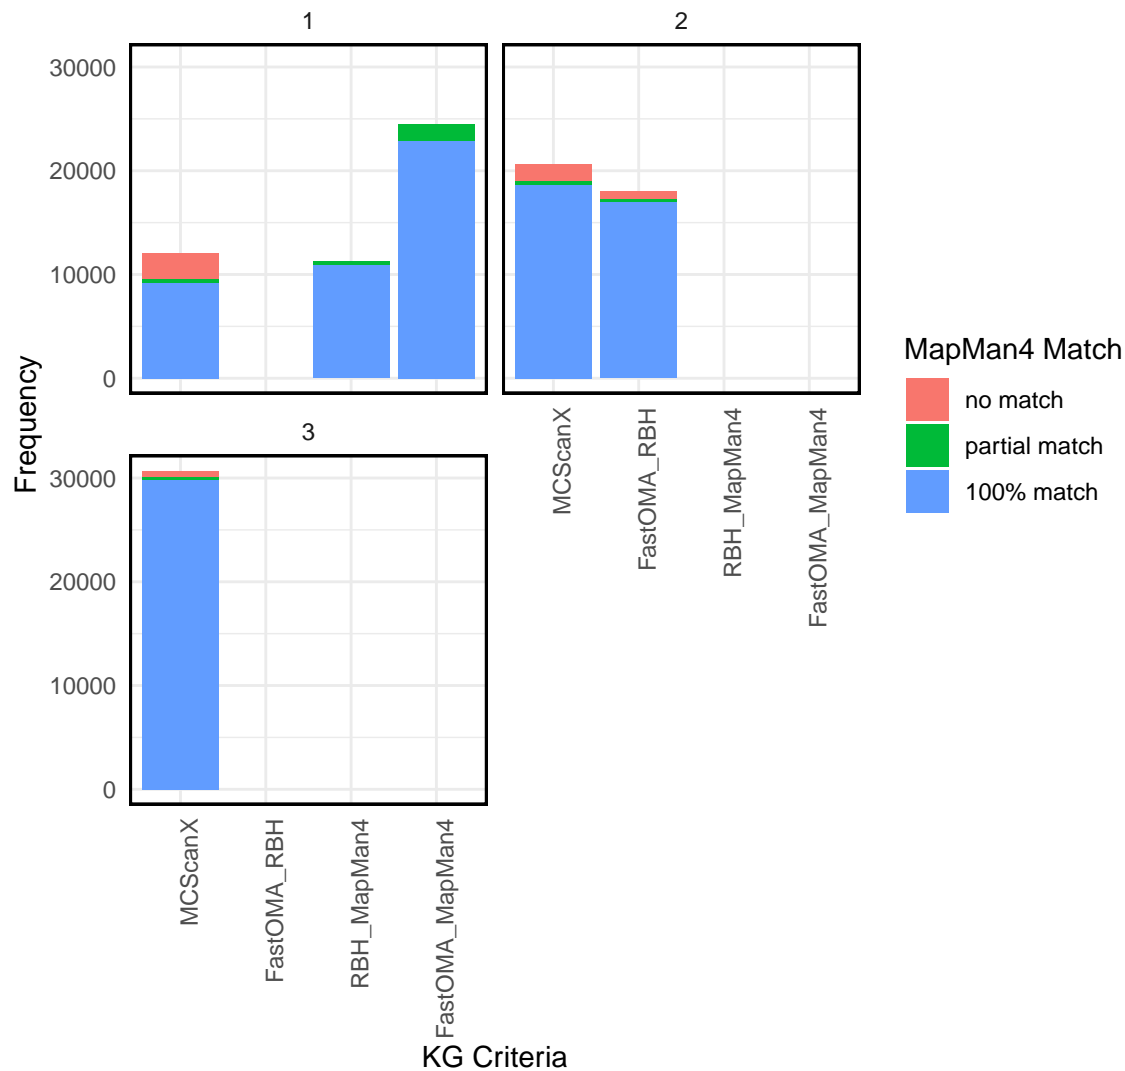 1
2
30000
20000
10000
0
Frequency
MCScanX
FastOMA_RBH
RBH_MapMan4
FastOMA_MapMan4
MapMan4 Match
no match
partial match
100% match
3
30000
20000
10000
0
MCScanX
FastOMA_RBH
RBH_MapMan4
FastOMA_MapMan4
KG Criteria